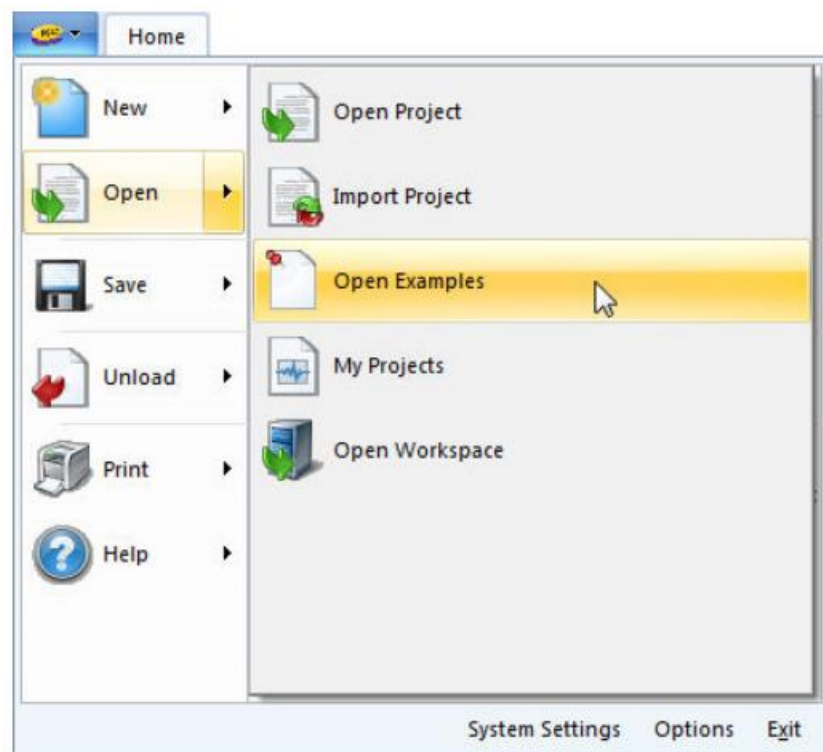 Home
New
Open
Save
Unload
Print
Help
Open Project
Import Project
Open Examples
My Projects
Open Workspace
System Settings Options Exit